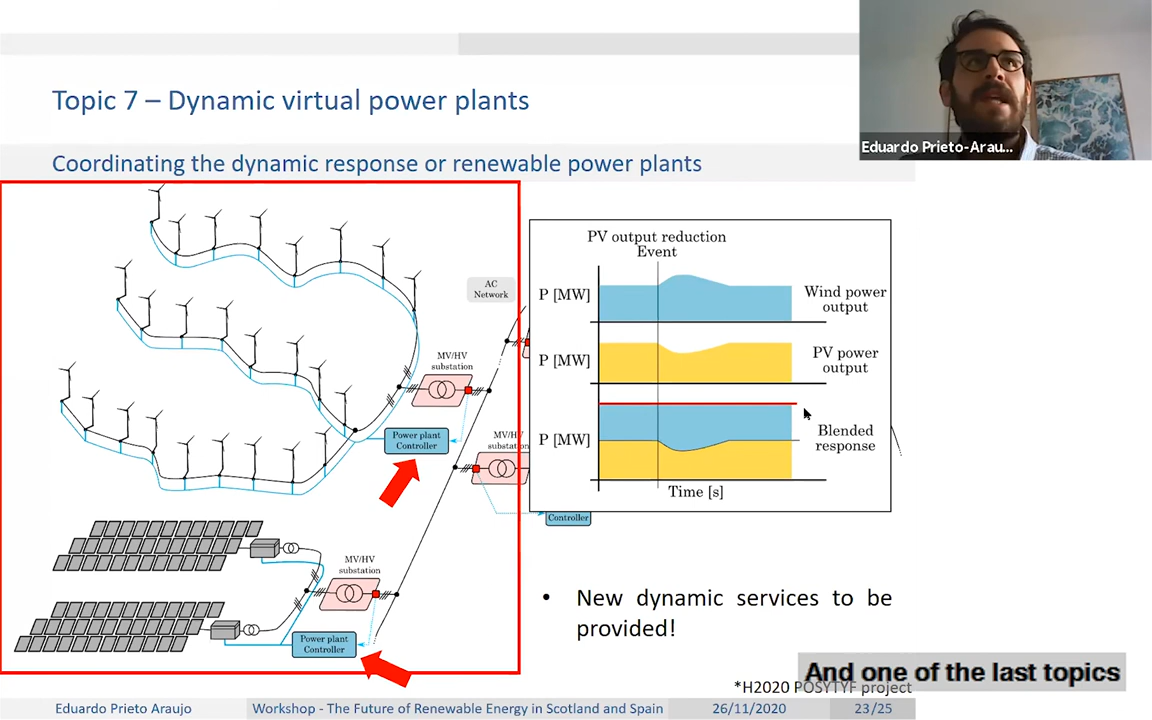 Topic 7 – Dynamic virtual power plants
Eduardo Prieto-Arau...
Coordinating the dynamic response or renewable power plants
AC
Network
MV/HV
substation
Power plant
Controller
MV/HV
substation
Controller
MV/HV
substation
Power plant
Controller
PV output reduction
Event
P [MW]
Wind power
output
P [MW]
PV power
output
P [MW]
Blended
response
Time [s]
• New dynamic services to be
provided!
And one of the last topics
*H2020 POSYTYF project
Eduardo Prieto Araujo
Workshop - The Future of Renewable Energy in Scotland and Spain
26/11/2020
23/25